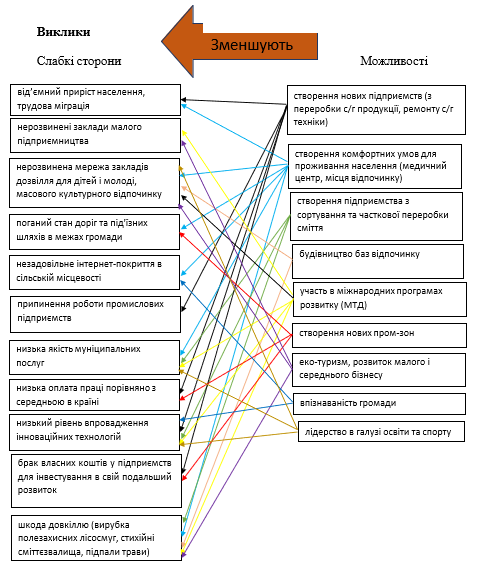 Виклики
Зменшують
Слабкі сторони
Можливості
від'ємний приріст населення,
трудова міграція
нерозвинені заклади малого
підприємництва
нерозвинена мережа закладів
дозвілля для дітей і молоді,
масового культурного відпочинку
поганий стан доріг та під'їзних
шляхів в межах громади
незадовільне інтернет-покриття в
сільській місцевості
припинення роботи промислових
підприємств
низька якість муніципальних
послуг
низька оплата праці порівняно з
середньою в країні
низький рівень впровадження
інноваційних технологій
брак власних коштів у підприємств
для інвестування в свій подальший
розвиток
шкода довкіллю (вирубка
полезахисних лісосмуг, стихійні
сміттєзвалища, підпали трави)
створення нових підприємств (з
переробки с/г продукції, ремонту с/г
техніки)
створення комфортних умов для
проживання населення (медичний
центр, місця відпочинку)
створення підприємства з
сортування та часткової переробки
сміття
будівництво баз відпочинку
участь в міжнародних програмах
розвитку (МТД)
створення нових пром-зон
еко-туризм, розвиток малого і
середнього бізнесу
впізнаваність громади
лідерство в галузі освіти та спорту